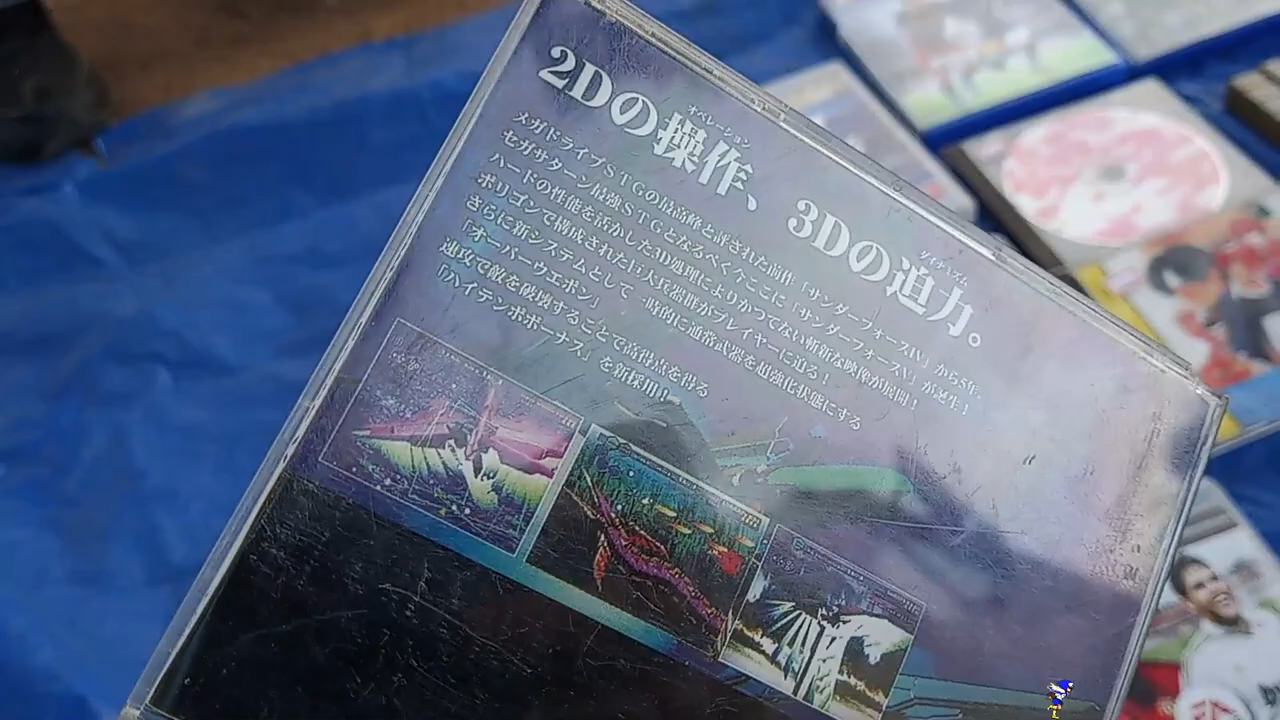 オペレーション ダイナミズム
2Dの操作、3Dの迫力。
メガドライブSTGの最高峰と評された前作「サンダーフォースIV」から5年、
セガサターン最強STGとなるべく今ここに「サンダーフォースV」が誕生!
ハードの性能を活かした3D処理によりかつてない斬新な映像が展開!
ポリゴンで構成された巨大兵器群がプレイヤーに迫る!
さらに新システムとして一時的に通常武器を超強化状態にする
「オーバーウエポン」
速攻で敵を破壊することで高得点を得る
「ハイテンポボーナス」を新採用!